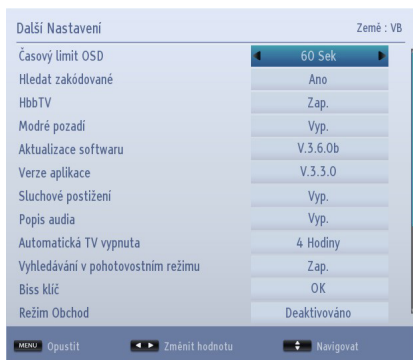 Další Nastavení Země : VB
Časový limit OSD 60 Sek
Hledat zakódované Ano
HbbTV Zap.
Modré pozadí Vyp.
Aktualizace softwaru V.3.6.0b
Verze aplikace V.3.3.0
Sluchové postižení Vyp.
Popis audia Vyp.
Automatická TV vypnuta 4 Hodiny
Vyhledávání v pohotovostním režimu Zap.
Biss klíč OK
Režim Obchod Deaktivováno
MENU Opustit Změnit hodnotu Navigovat